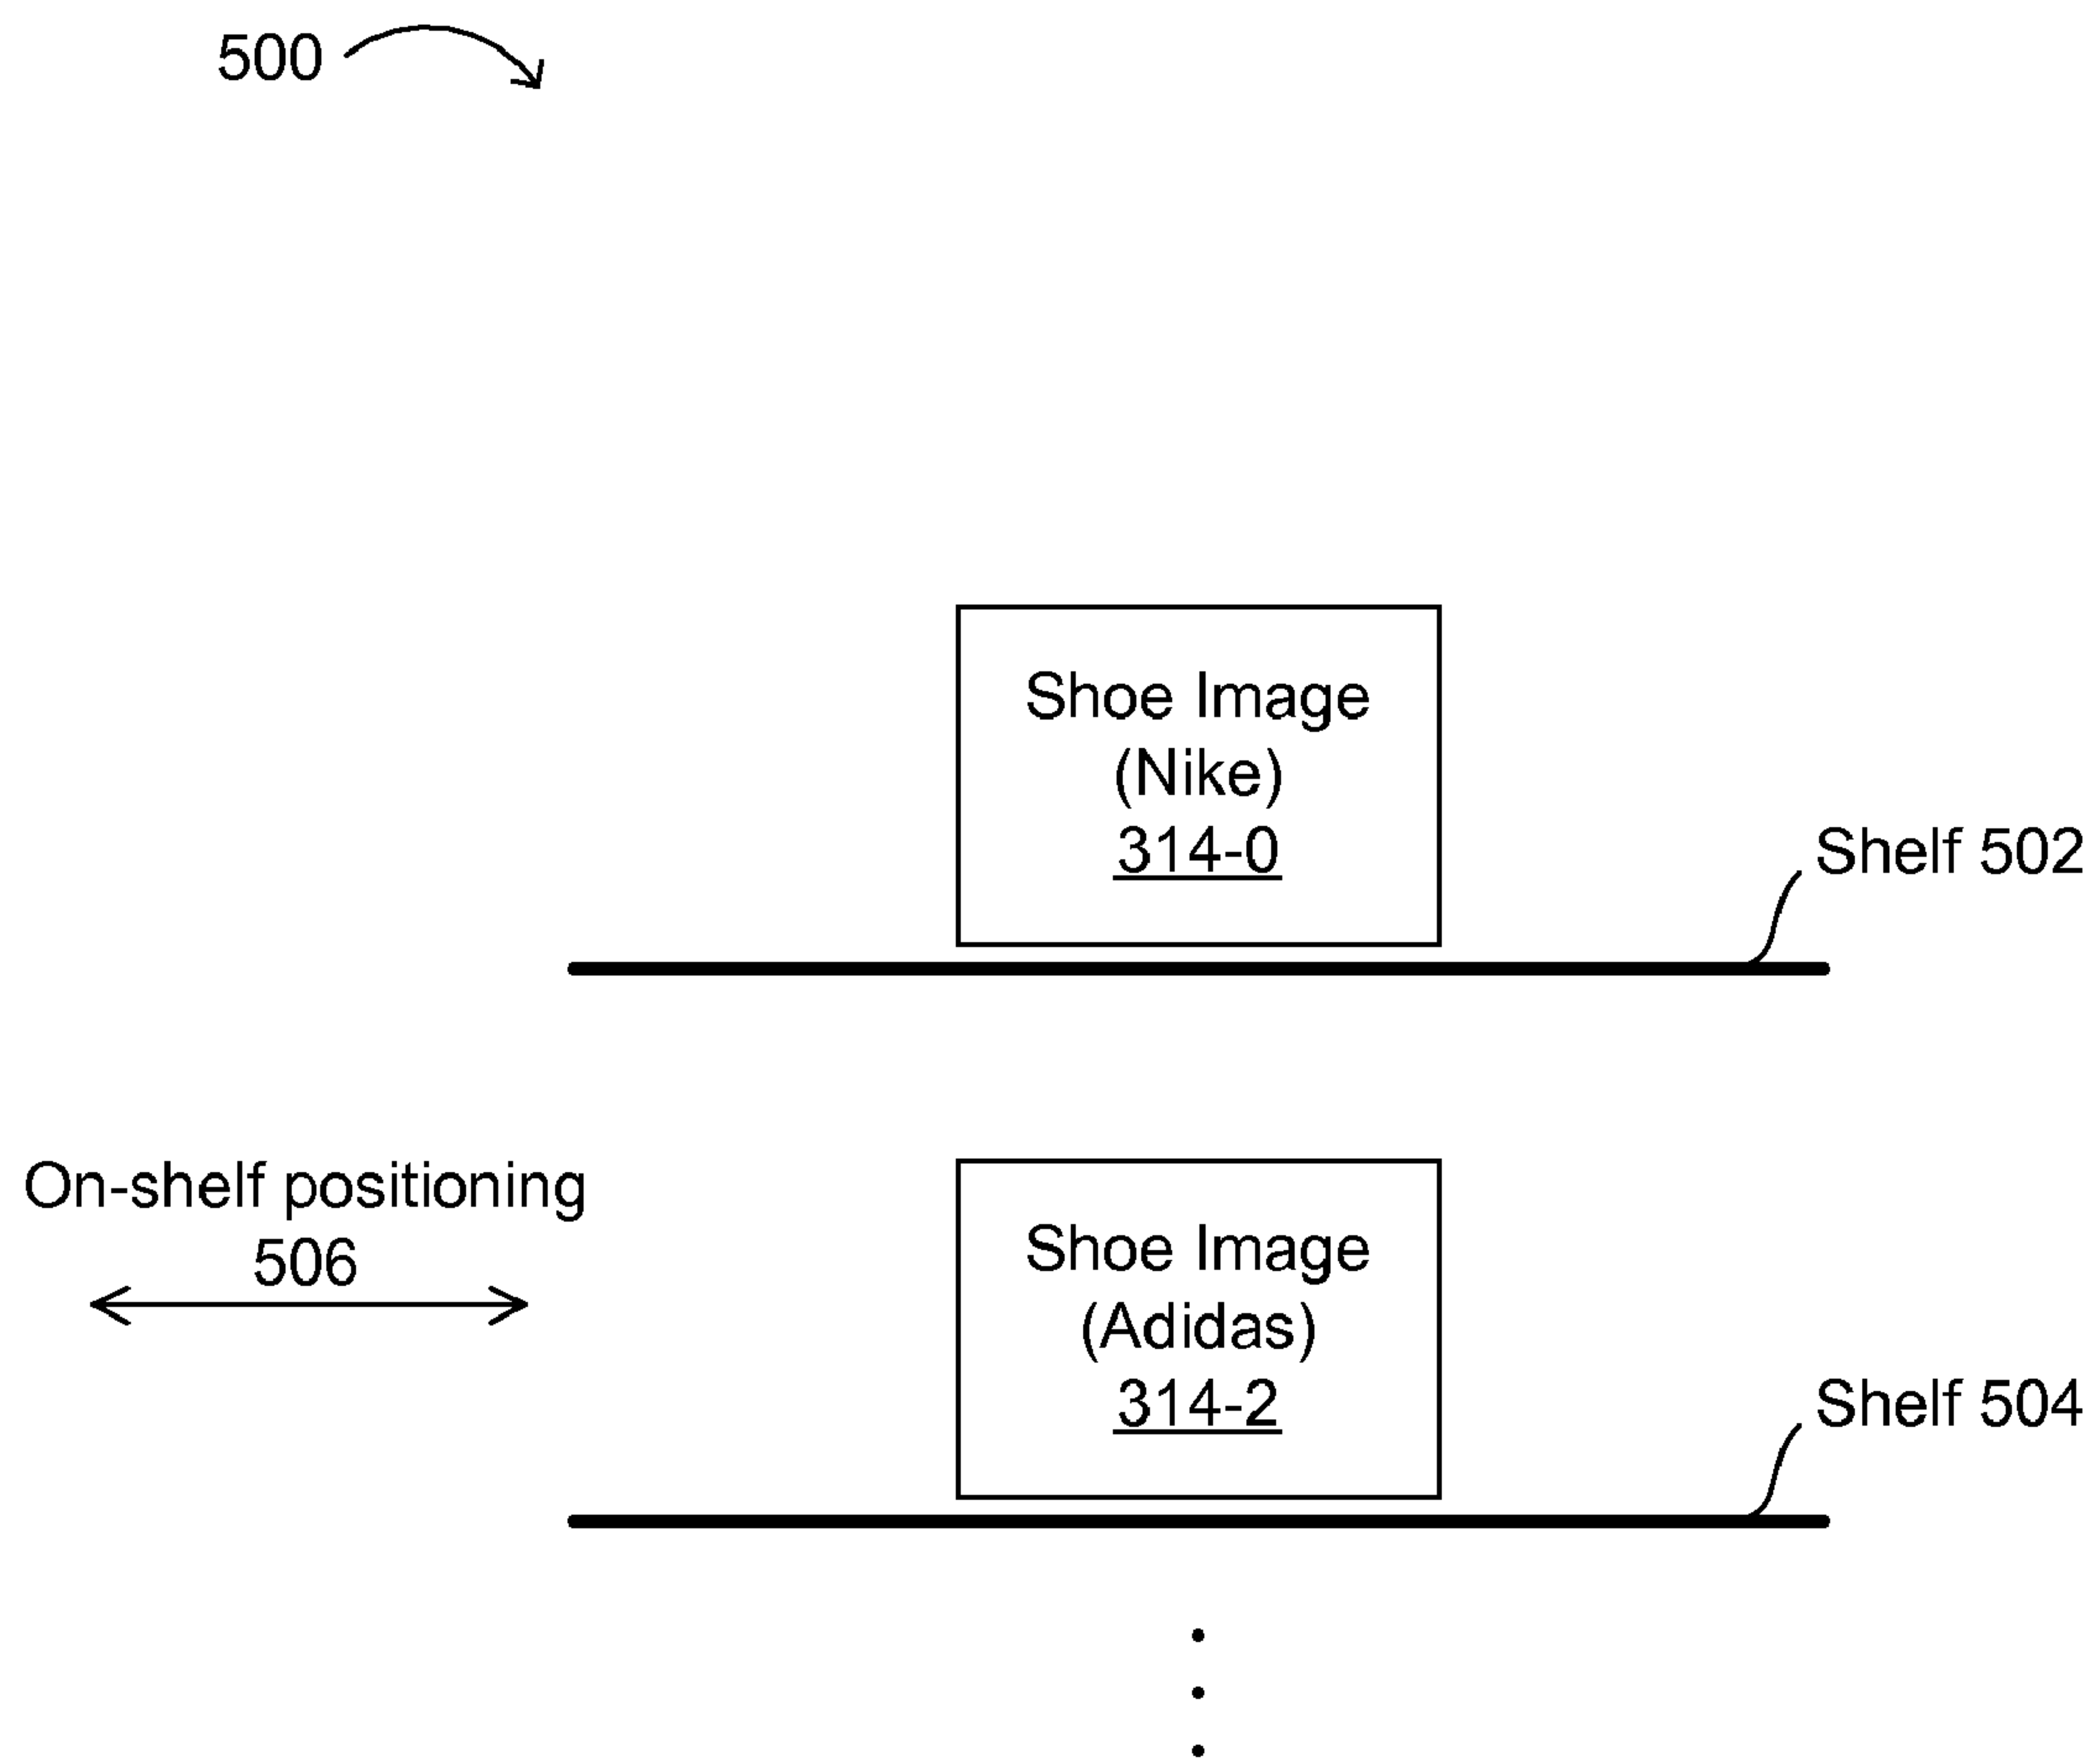 500
Shoe Image
(Nike)
314-0
Shelf 502
On-shelf positioning
506
Shoe Image
(Adidas)
314-2
Shelf 504